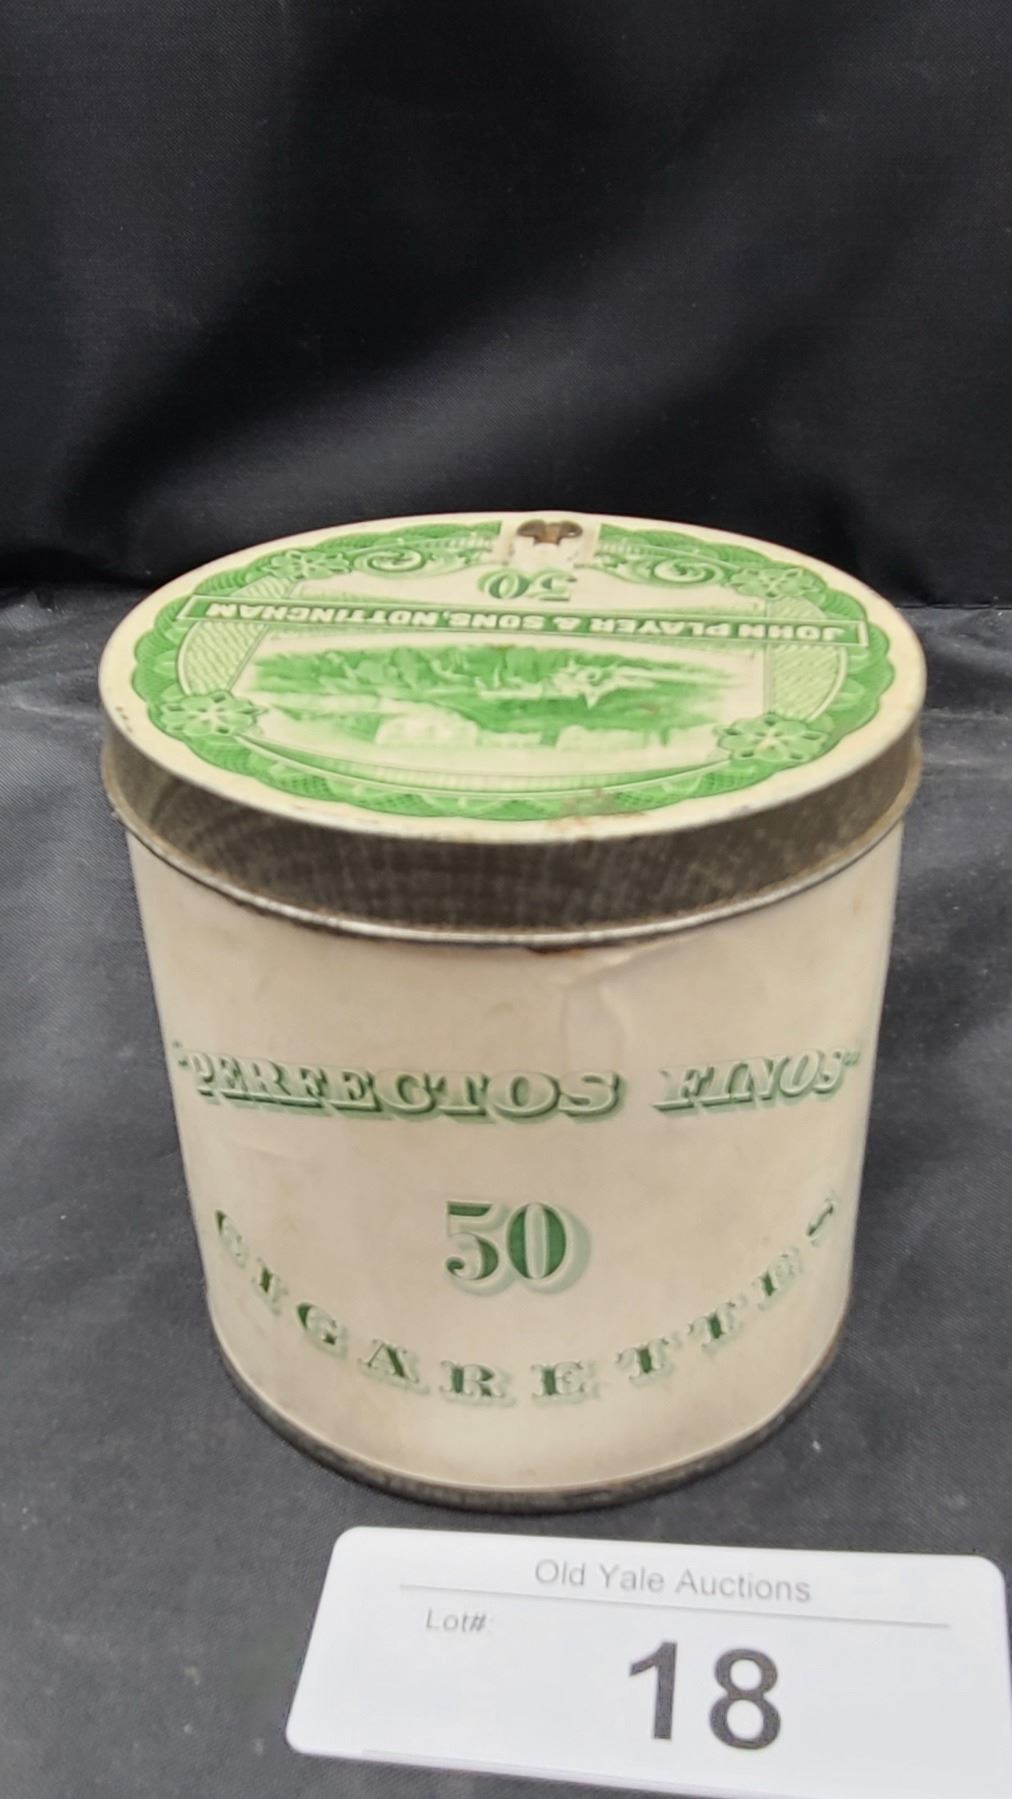 50
JOHN PLAYER & SONS, NOTTINGHAM
"PERFECTOS FINOS"
50
CIGARETTES
Old Yale Auctions
Lot#:
18